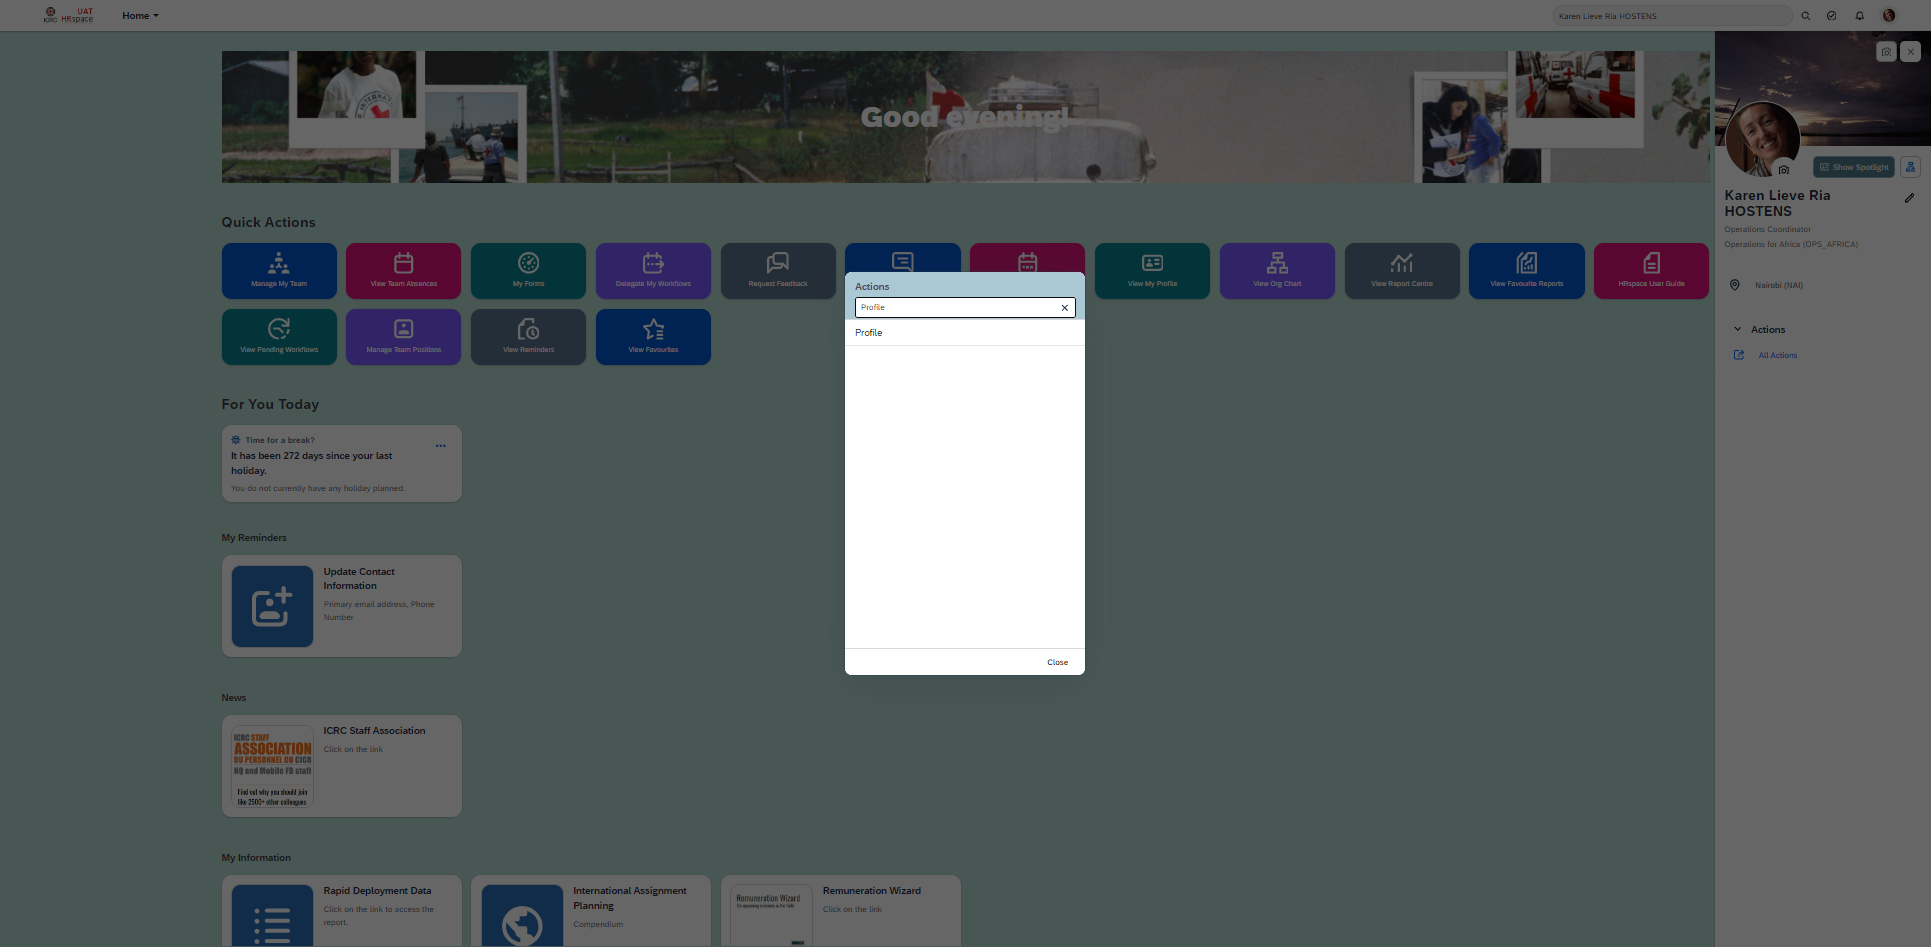 UAT
ICRC HRspace
Home
Karen Lieve Ria HOSTENS
Good evening!
Show Spotlight
Karen Lieve Ria
HOSTENS
Operations Coordinator
Operations for Africa (OPS_AFRICA)
Nairobi (NAI)
Actions
All Actions
Quick Actions
Manage My Team
View Team Absences
My Forms
Delegate My Workflows
Request Feedback
View My Profile
View Org Chart
View Report Centre
View Favourite Reports
HRspace User Guide
View Pending Workflows
Manage Team Positions
View Reminders
View Favourites
Actions
Profile
Profile
Close
For You Today
Time for a break?
It has been 272 days since your last
holiday.
You do not currently have any holiday planned.
My Reminders
Update Contact
Information
Primary email address, Phone
Number
News
ICRC STAFF
ASSOCIATION
DU PERSONNEL DU CICR
HQ and Mobile FO staff
Find out why you should join
like 2500+ other colleagues
ICRC Staff Association
Click on the link
My Information
Rapid Deployment Data
Click on the link to access the
report.
International Assignment
Planning
Compendium
Remuneration Wizard
Remuneration Wizard
Click on the link